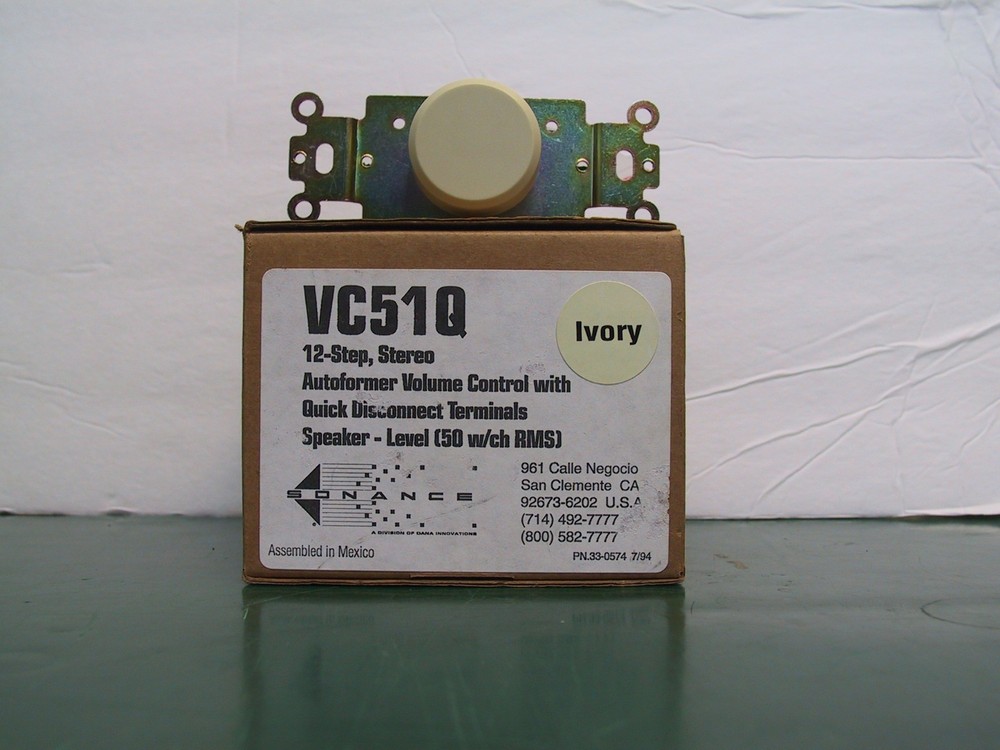 VC51Q
Ivory
12-Step, Stereo
Autoformer Volume Control with
Quick Disconnect Terminals
Speaker - Level (50 w/ch RMS)
SONANCE
A DIVISION OF DANA INNOVATIONS
961 Calle Negocio
San Clemente CA
92673-6202 U.S.A
(714) 492-7777
(800) 582-7777
Assembled in Mexico
PN.33-0574 7/94